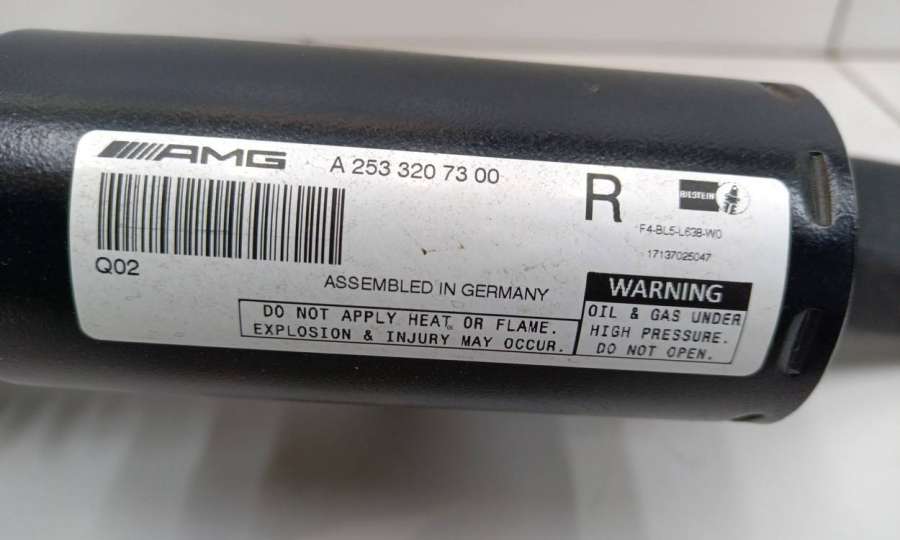 AMG A 253 320 73 00
R
BILSTEIN
F4-BL5-L63B-W0
17137025047
Q02
ASSEMBLED IN GERMANY
DO NOT APPLY HEAT OR FLAME.
EXPLOSION & INJURY MAY OCCUR.
WARNING
OIL & GAS UNDER
HIGH PRESSURE.
DO NOT OPEN.